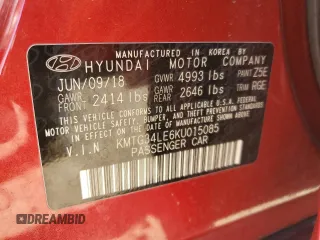 MANUFACTURED IN KOREA BY
HYUNDAI MOTOR COMPANY
JUN/09/18 GVWR 4993 lbs PAINT Z5E
GAWR FRONT 2414 lbs GAWR REAR 2646 lbs TRIM RGE
THIS VEHICLE CONFORMS TO ALL APPLICABLE
U.S. FEDERAL MOTOR VEHICLE SAFETY,
BUMPER, AND THEFT PREVENTION STANDARDS
IN EFFECT ON THE DATE OF
MANUFACTURE SHOWN ABOVE.
V.I.N KMTG34LE6KU015085
PASSENGER CAR
DREAMBID